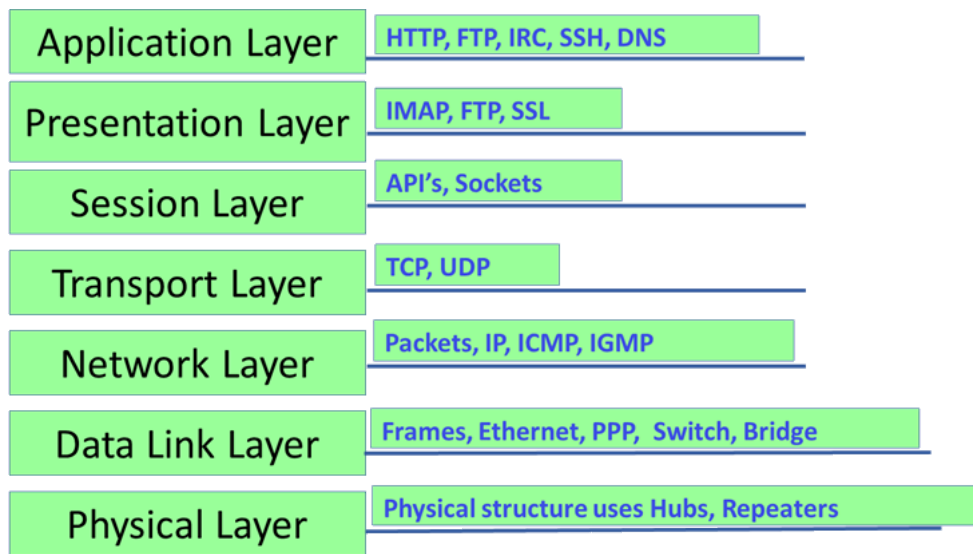 Application Layer
HTTP, FTP, IRC, SSH, DNS
Presentation Layer
IMAP, FTP, SSL
Session Layer
API's, Sockets
Transport Layer
TCP, UDP
Network Layer
Packets, IP, ICMP, IGMP
Data Link Layer
Frames, Ethernet, PPP, Switch, Bridge
Physical Layer
Physical structure uses Hubs, Repeaters